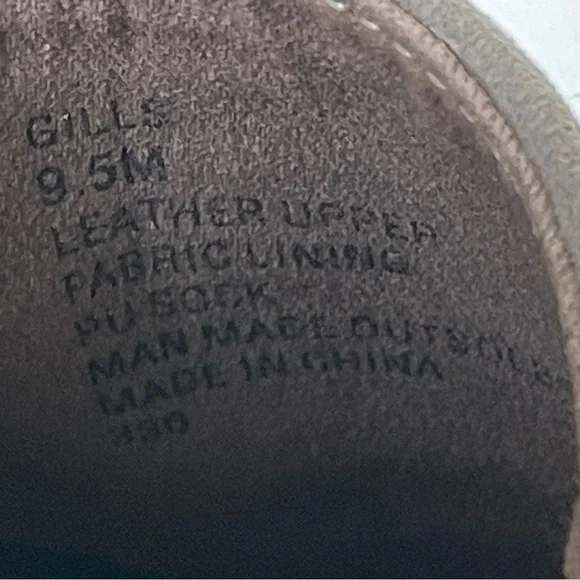 GILLS
9.5M
LEATHER UPPER
FABRIC LINING
PU SOCK
MAN MADE OUTSOLE
MADE IN CHINA